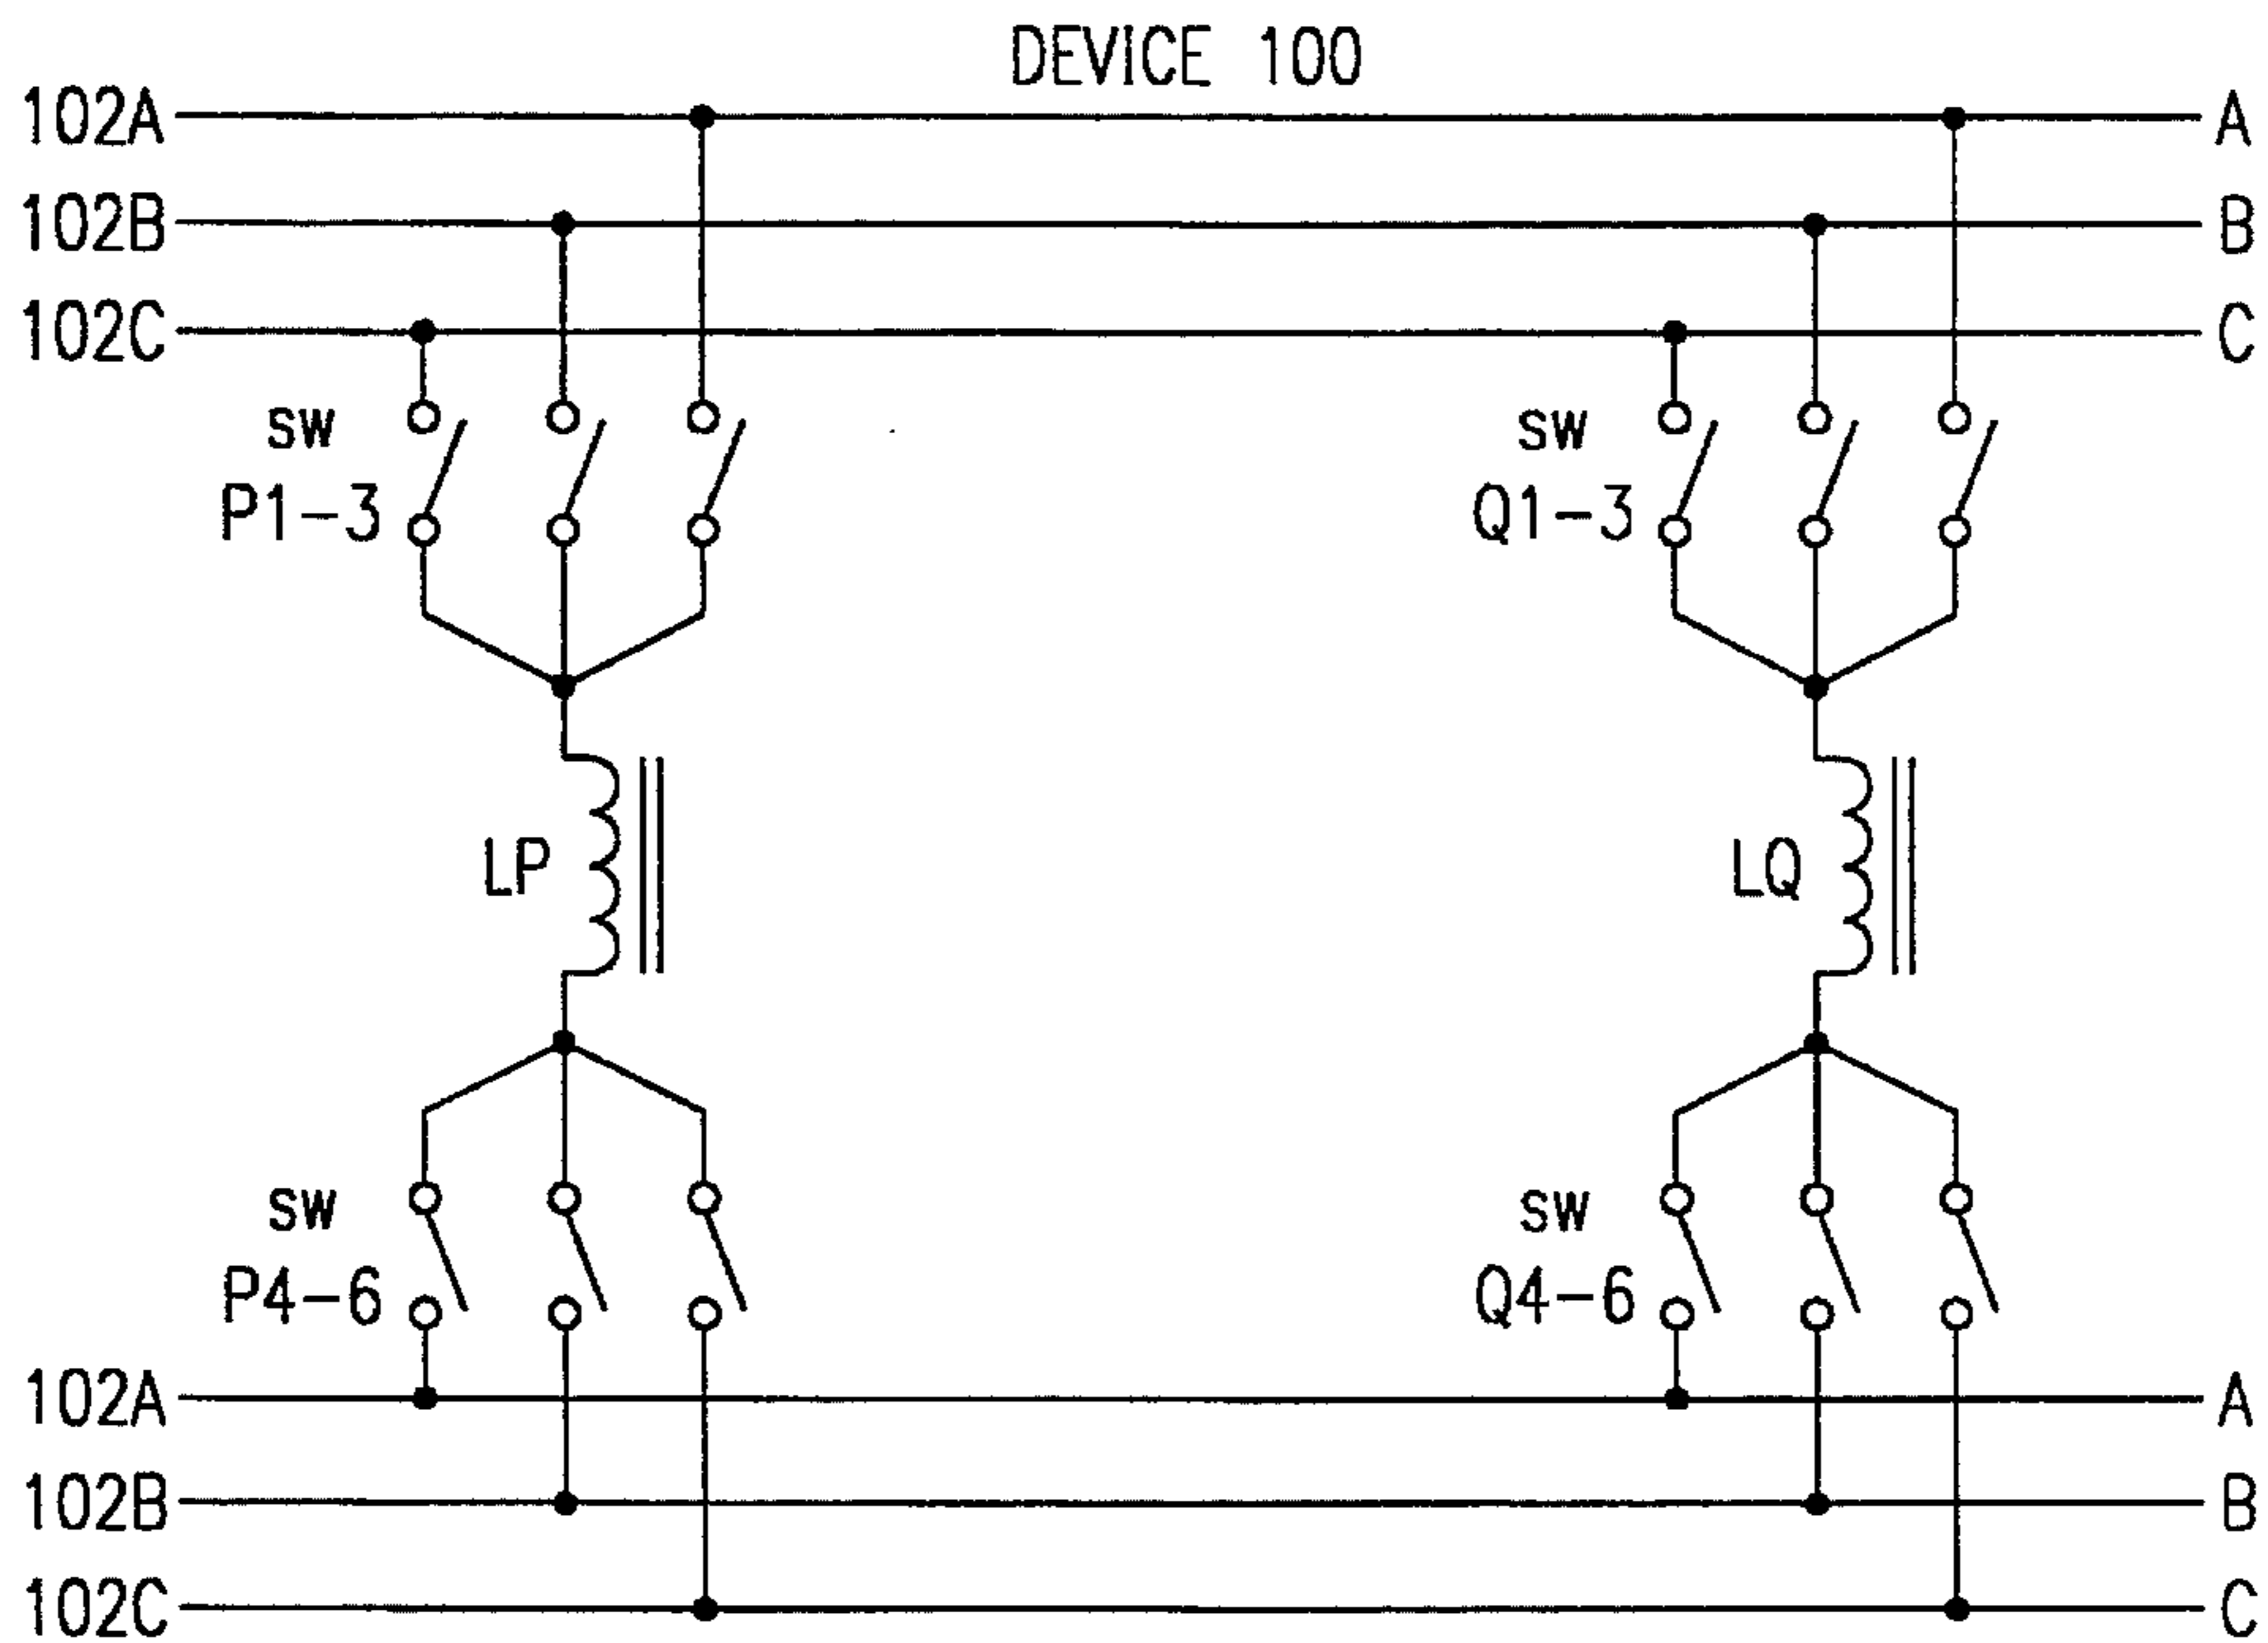 DEVICE 100
102A A
102B B
102C C
SW SW
P1-3 Q1-3
LP LQ
SW SW
P4-6 Q4-6
102A A
102B B
102C C